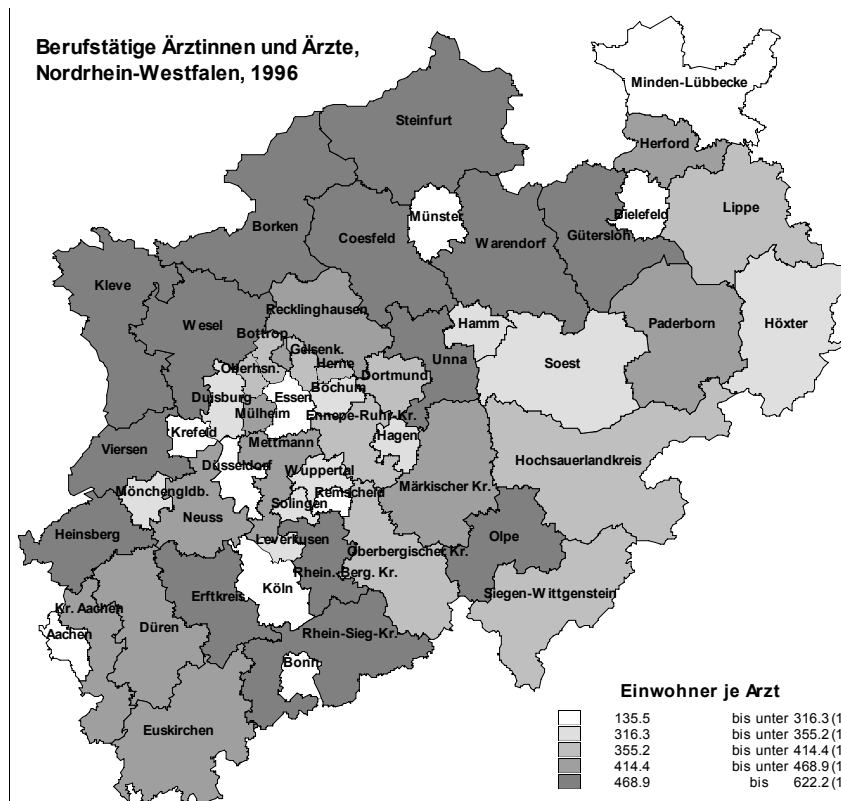 Berufstätige Ärztinnen und Ärzte,
Nordrhein-Westfalen, 1996
Minden-Lübbecke
Steinfurt
Herford
Münster
Bielefeld
Lippe
Borken
Coesfeld
Warendorf
Gütersloh
Kleve
Wesel
Recklinghausen
Hamm
Paderborn
Höxter
Bottrop
Gelsenk.
Unna
Soest
Oberhsn.
Herne
Dortmund
Duisburg
Essen
Bochum
Mülheim
Ennepe-Ruhr-Kr.
Krefeld
Hagen
Viersen
Mettmann
Düsseldorf
Wuppertal
Hochsauerlandkreis
Mönchengldb.
Remscheid
Märkischer Kr.
Neuss
Solingen
Heinsberg
Leverkusen
Oberbergischer Kr.
Olpe
Rhein.-Berg. Kr.
Erftkreis
Köln
Siegen-Wittgenstein
Kr. Aachen
Aachen
Düren
Rhein-Sieg-Kr.
Bonn
Euskirchen
Einwohner je Arzt
135.5 bis unter 316.3 (1
316.3 bis unter 355.2 (1
355.2 bis unter 414.4 (1
414.4 bis unter 468.9 (1
468.9 bis 622.2 (1